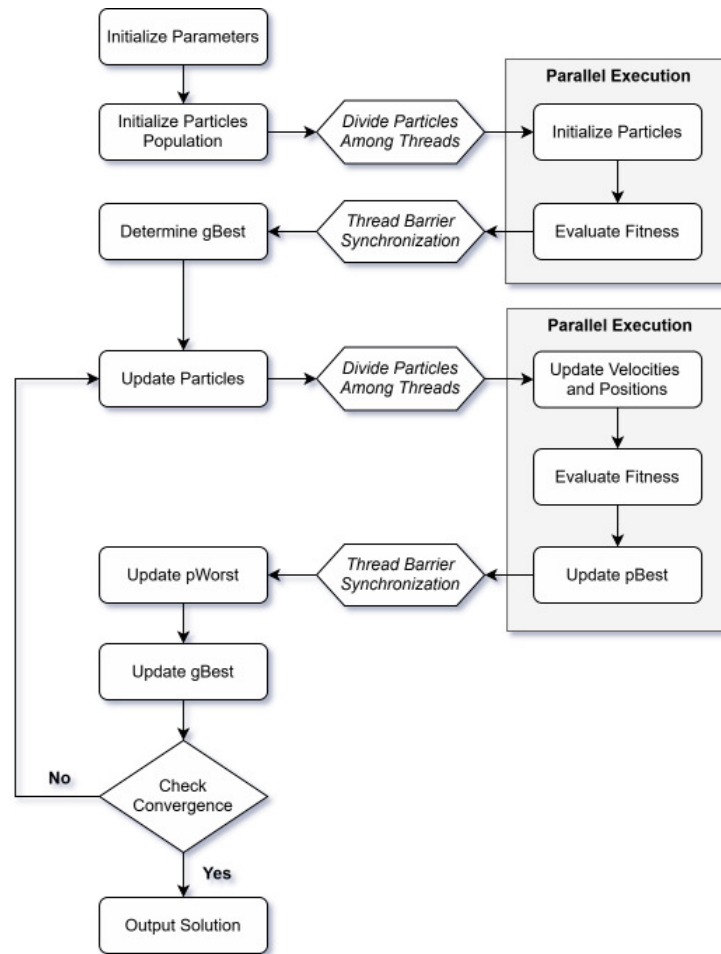 Initialize Parameters
Initialize Particles
Population
Divide Particles
Among Threads
Parallel Execution
Initialize Particles
Evaluate Fitness
Thread Barrier
Synchronization
Determine gBest
Update Particles
Divide Particles
Among Threads
Parallel Execution
Update Velocities
and Positions
Evaluate Fitness
Update pBest
Thread Barrier
Synchronization
Update pWorst
Update gBest
Check
Convergence
No
Yes
Output Solution